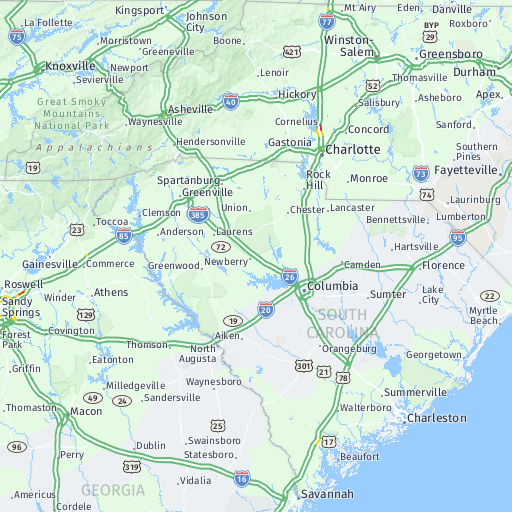 Kingsport
Johnson
City
77
Mt Airy
Eden
Danville
La Follette
75
Morristown
Greeneville
Boone
421
Winston-
Salem
BYP
29
Roxboro
Greensboro
Knoxville
Newport
Sevierville
Lenoir
Thomasville
Durham
Hickory
52
Great Smoky
Mountains
National Park
Asheville
40
Salisbury
Asheboro
Apex
Waynesville
Cornelius
Concord
Sanford
Appalachians
Hendersonville
Gastonia
Charlotte
Southern
Pines
19
Spartanburg
Rock
Hill
Monroe
73
Fayetteville
Greenville
74
Clemson
385
Union
Chester
Lancaster
Laurinburg
Toccoa
Bennettsville
Lumberton
23
85
Anderson
Laurens
95
72
Hartsville
Gainesville
Commerce
Greenwood
Newberry
Camden
Florence
26
Roswell
Winder
Athens
Columbia
Sumter
Lake
City
22
Sandy
Springs
129
20
SOUTH
CAROLINA
Myrtle
Beach
19
Forest
Park
Covington
Thomson
Aiken
North
Augusta
Orangeburg
Griffin
Eatonton
301
21
78
Georgetown
Milledgeville
Waynesboro
Thomaston
49
24
Sandersville
Summerville
Macon
Walterboro
Charleston
25
96
Dublin
Swainsboro
17
Perry
Statesboro
Beaufort
319
16
Vidalia
Americus
GEORGIA
Cordele
Savannah